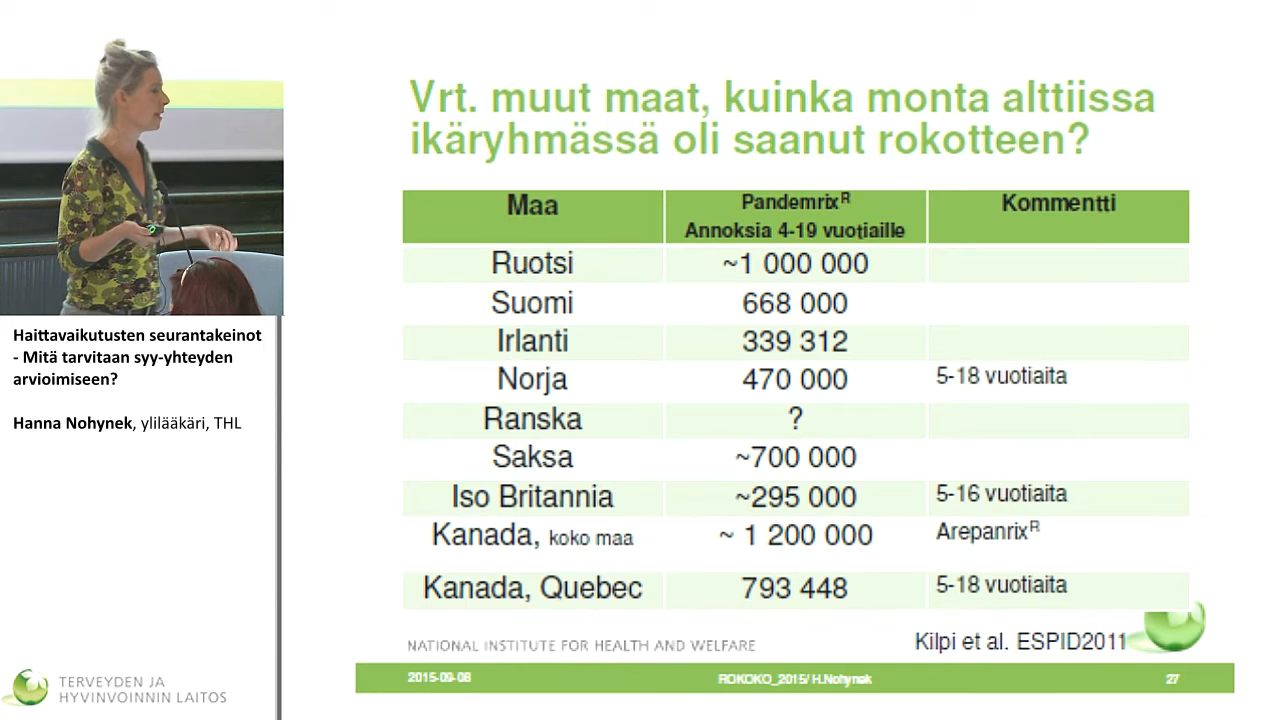 Vrt. muut maat, kuinka monta alttiissa
ikäryhmässä oli saanut rokotteen?
Maa Pandemrixᴿ Annoksia 4-19 vuotiaille Kommentti
Ruotsi ~1 000 000
Suomi 668 000
Irlanti 339 312
Norja 470 000 5-18 vuotiaita
Ranska ?
Saksa ~700 000
Iso Britannia ~295 000 5-16 vuotiaita
Kanada, koko maa ~ 1 200 000 Arepanrixᴿ
Kanada, Quebec 793 448 5-18 vuotiaita
NATIONAL INSTITUTE FOR HEALTH AND WELFARE
Kilpi et al. ESPID2011
2015-09-08 ROKOKO_2015/ H.Nohynek 27
Haittavaikutusten seurantakeinot
- Mitä tarvitaan syy-yhteyden
arvioimiseen?
Hanna Nohynek, ylilääkäri, THL
TERVEYDEN JA
HYVINVOINNIN LAITOS